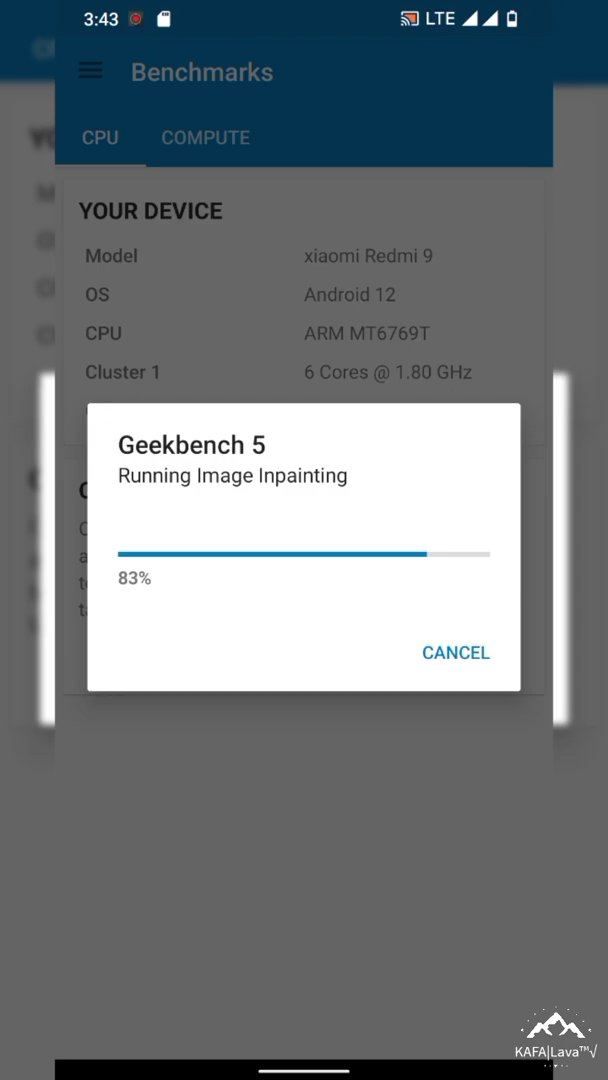 3:43
LTE
Benchmarks
CPU COMPUTE
YOUR DEVICE
Model xiaomi Redmi 9
OS Android 12
CPU ARM MT6769T
Cluster 1 6 Cores @ 1.80 GHz
Geekbench 5
Running Image Inpainting
83%
CANCEL
KAFA|Lava™√